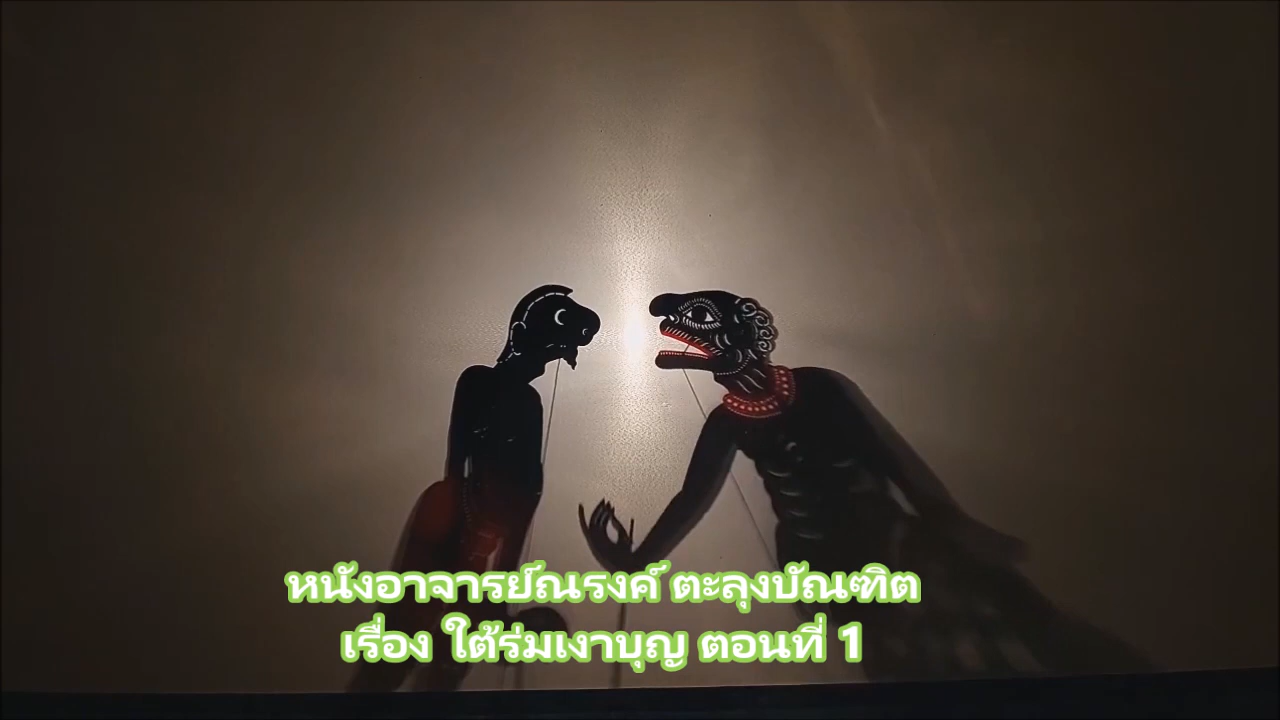 หนังอาจารย์ณรงค์ ตะลุงบัณฑิต
เรื่อง ใต้ร่มเงาบุญ ตอนที่ 1